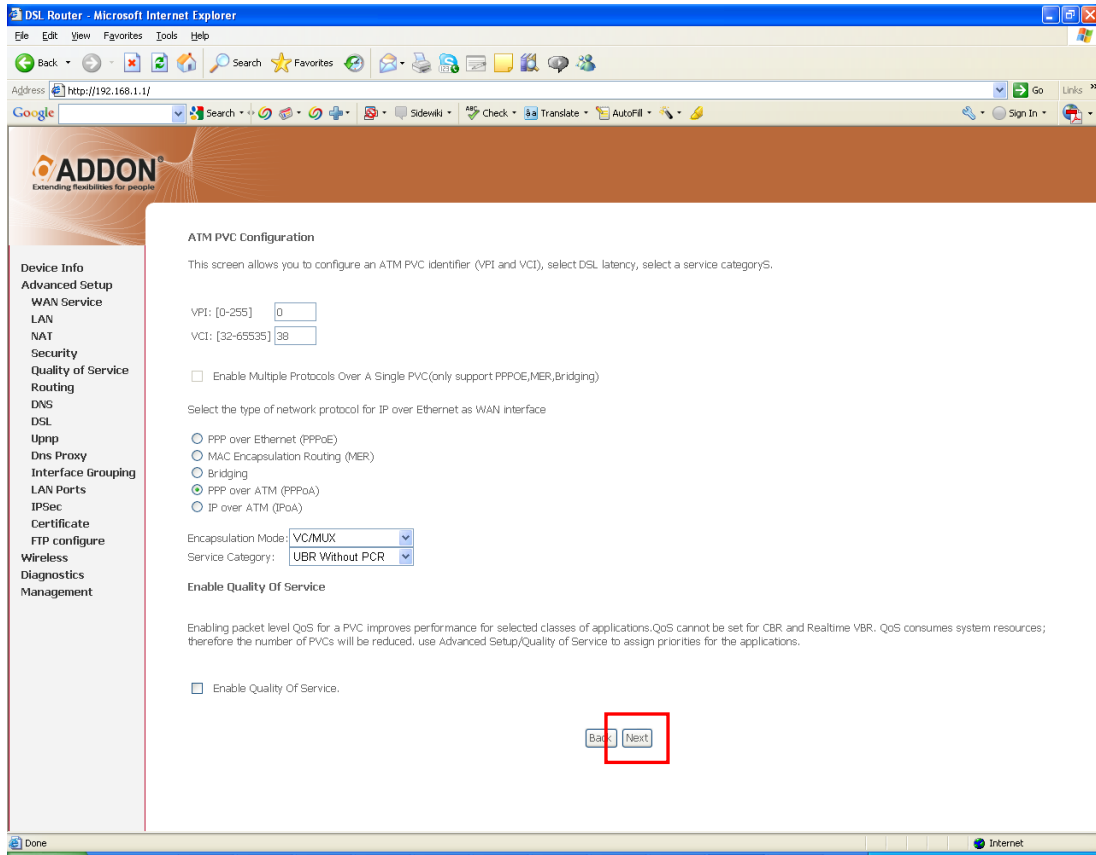 DSL Router - Microsoft Internet Explorer
File Edit View Favorites Tools Help
Back Search Favorites
Address http://192.168.1.1/ Go Links »
Google Search Sidewiki ABC Check âa Translate AutoFill Sign In
ADDON®
Extending flexibilities for people
Device Info
Advanced Setup
WAN Service
LAN
NAT
Security
Quality of Service
Routing
DNS
DSL
Upnp
Dns Proxy
Interface Grouping
LAN Ports
IPSec
Certificate
FTP configure
Wireless
Diagnostics
Management
ATM PVC Configuration
This screen allows you to configure an ATM PVC identifier (VPI and VCI), select DSL latency, select a service categoryS.
VPI: [0-255] 0
VCI: [32-65535] 38
Enable Multiple Protocols Over A Single PVC(only support PPPOE,MER,Bridging)
Select the type of network protocol for IP over Ethernet as WAN interface
PPP over Ethernet (PPPoE)
MAC Encapsulation Routing (MER)
Bridging
PPP over ATM (PPPoA)
IP over ATM (IPoA)
Encapsulation Mode: VC/MUX
Service Category: UBR Without PCR
Enable Quality Of Service
Enabling packet level QoS for a PVC improves performance for selected classes of applications.QoS cannot be set for CBR and Realtime VBR. QoS consumes system resources;
therefore the number of PVCs will be reduced. use Advanced Setup/Quality of Service to assign priorities for the applications.
Enable Quality Of Service.
Back Next
Done Internet